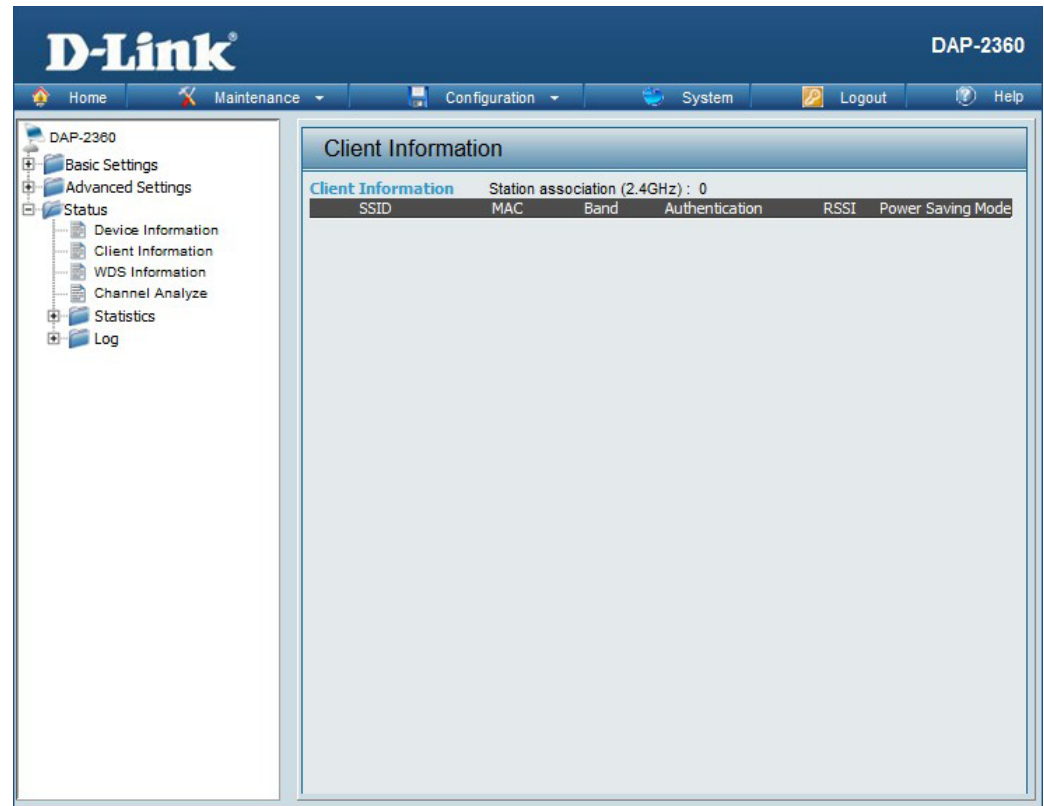 D-Link®
DAP-2360
Home Maintenance Configuration System Logout Help
DAP-2360
Basic Settings
Advanced Settings
Status
Device Information
Client Information
WDS Information
Channel Analyze
Statistics
Log
Client Information
Client Information Station association (2.4GHz) : 0
SSID MAC Band Authentication RSSI Power Saving Mode